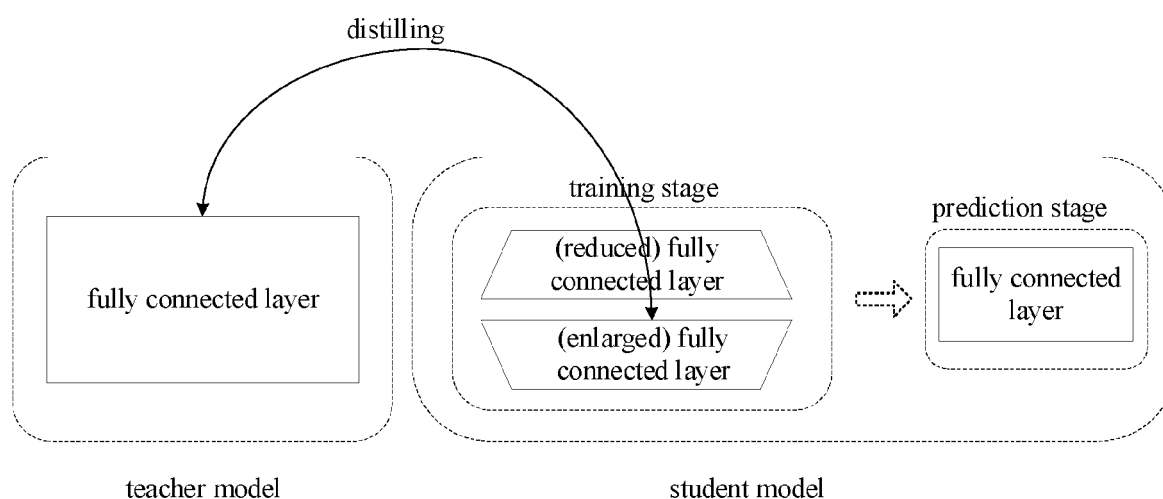 distilling
fully connected layer
training stage
(reduced) fully
connected layer
(enlarged) fully
connected layer
prediction stage
fully connected
layer
teacher model
student model